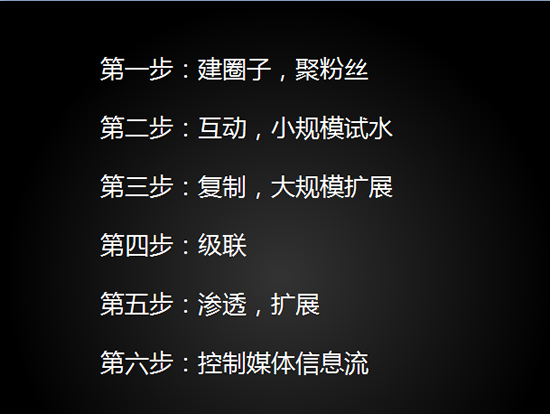 第一步：建圈子，聚粉丝
第二步：互动，小规模试水
第三步：复制，大规模扩展
第四步：级联
第五步：渗透，扩展
第六步：控制媒体信息流